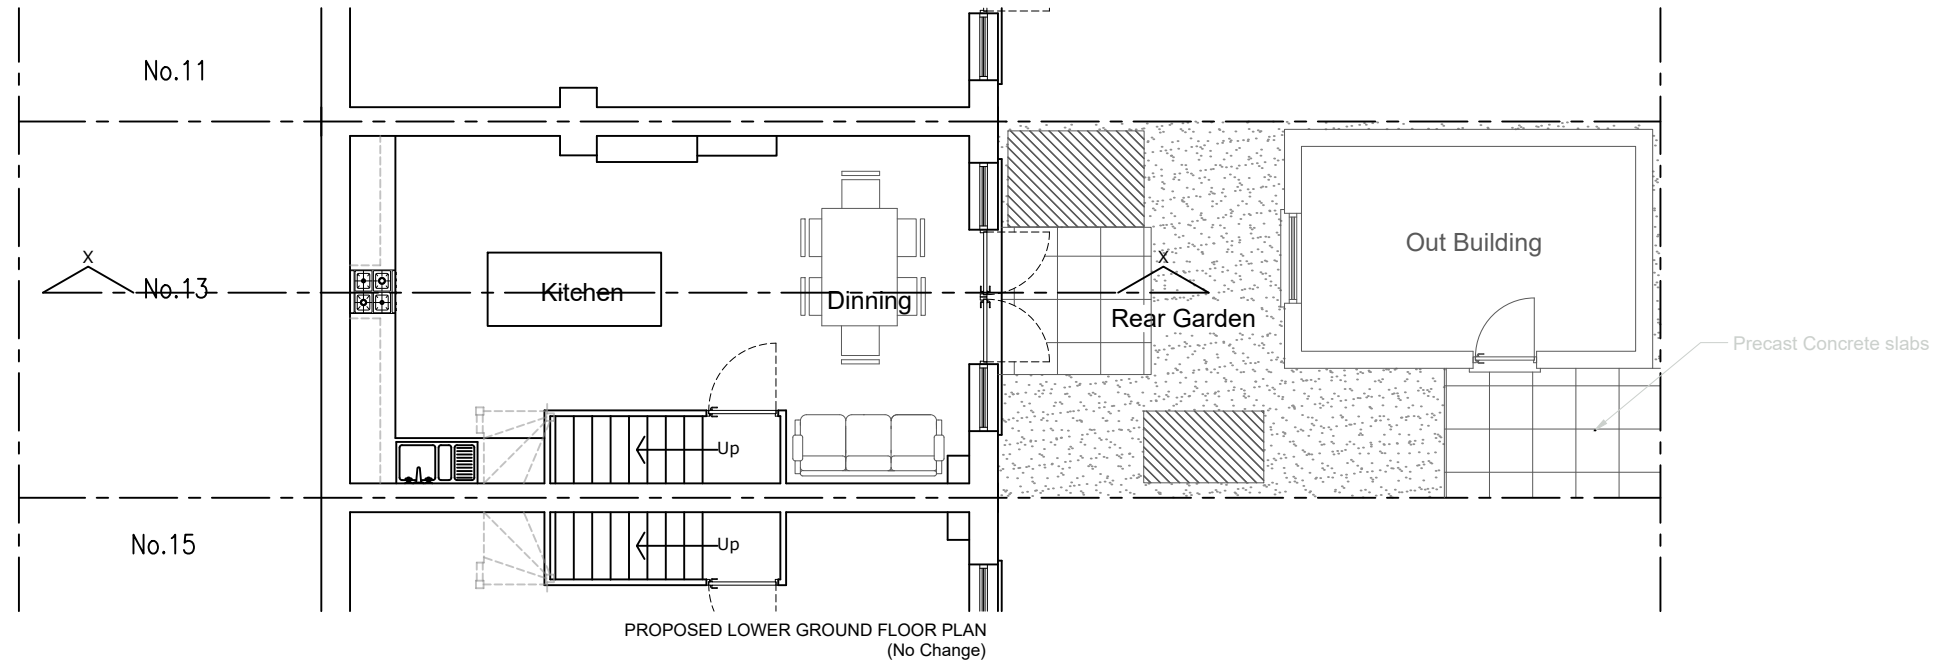 No.11
X
No.13
Kitchen
Dinning
X
Rear Garden
Out Building
Precast Concrete slabs
Up
No.15
Up
PROPOSED LOWER GROUND FLOOR PLAN
(No Change)